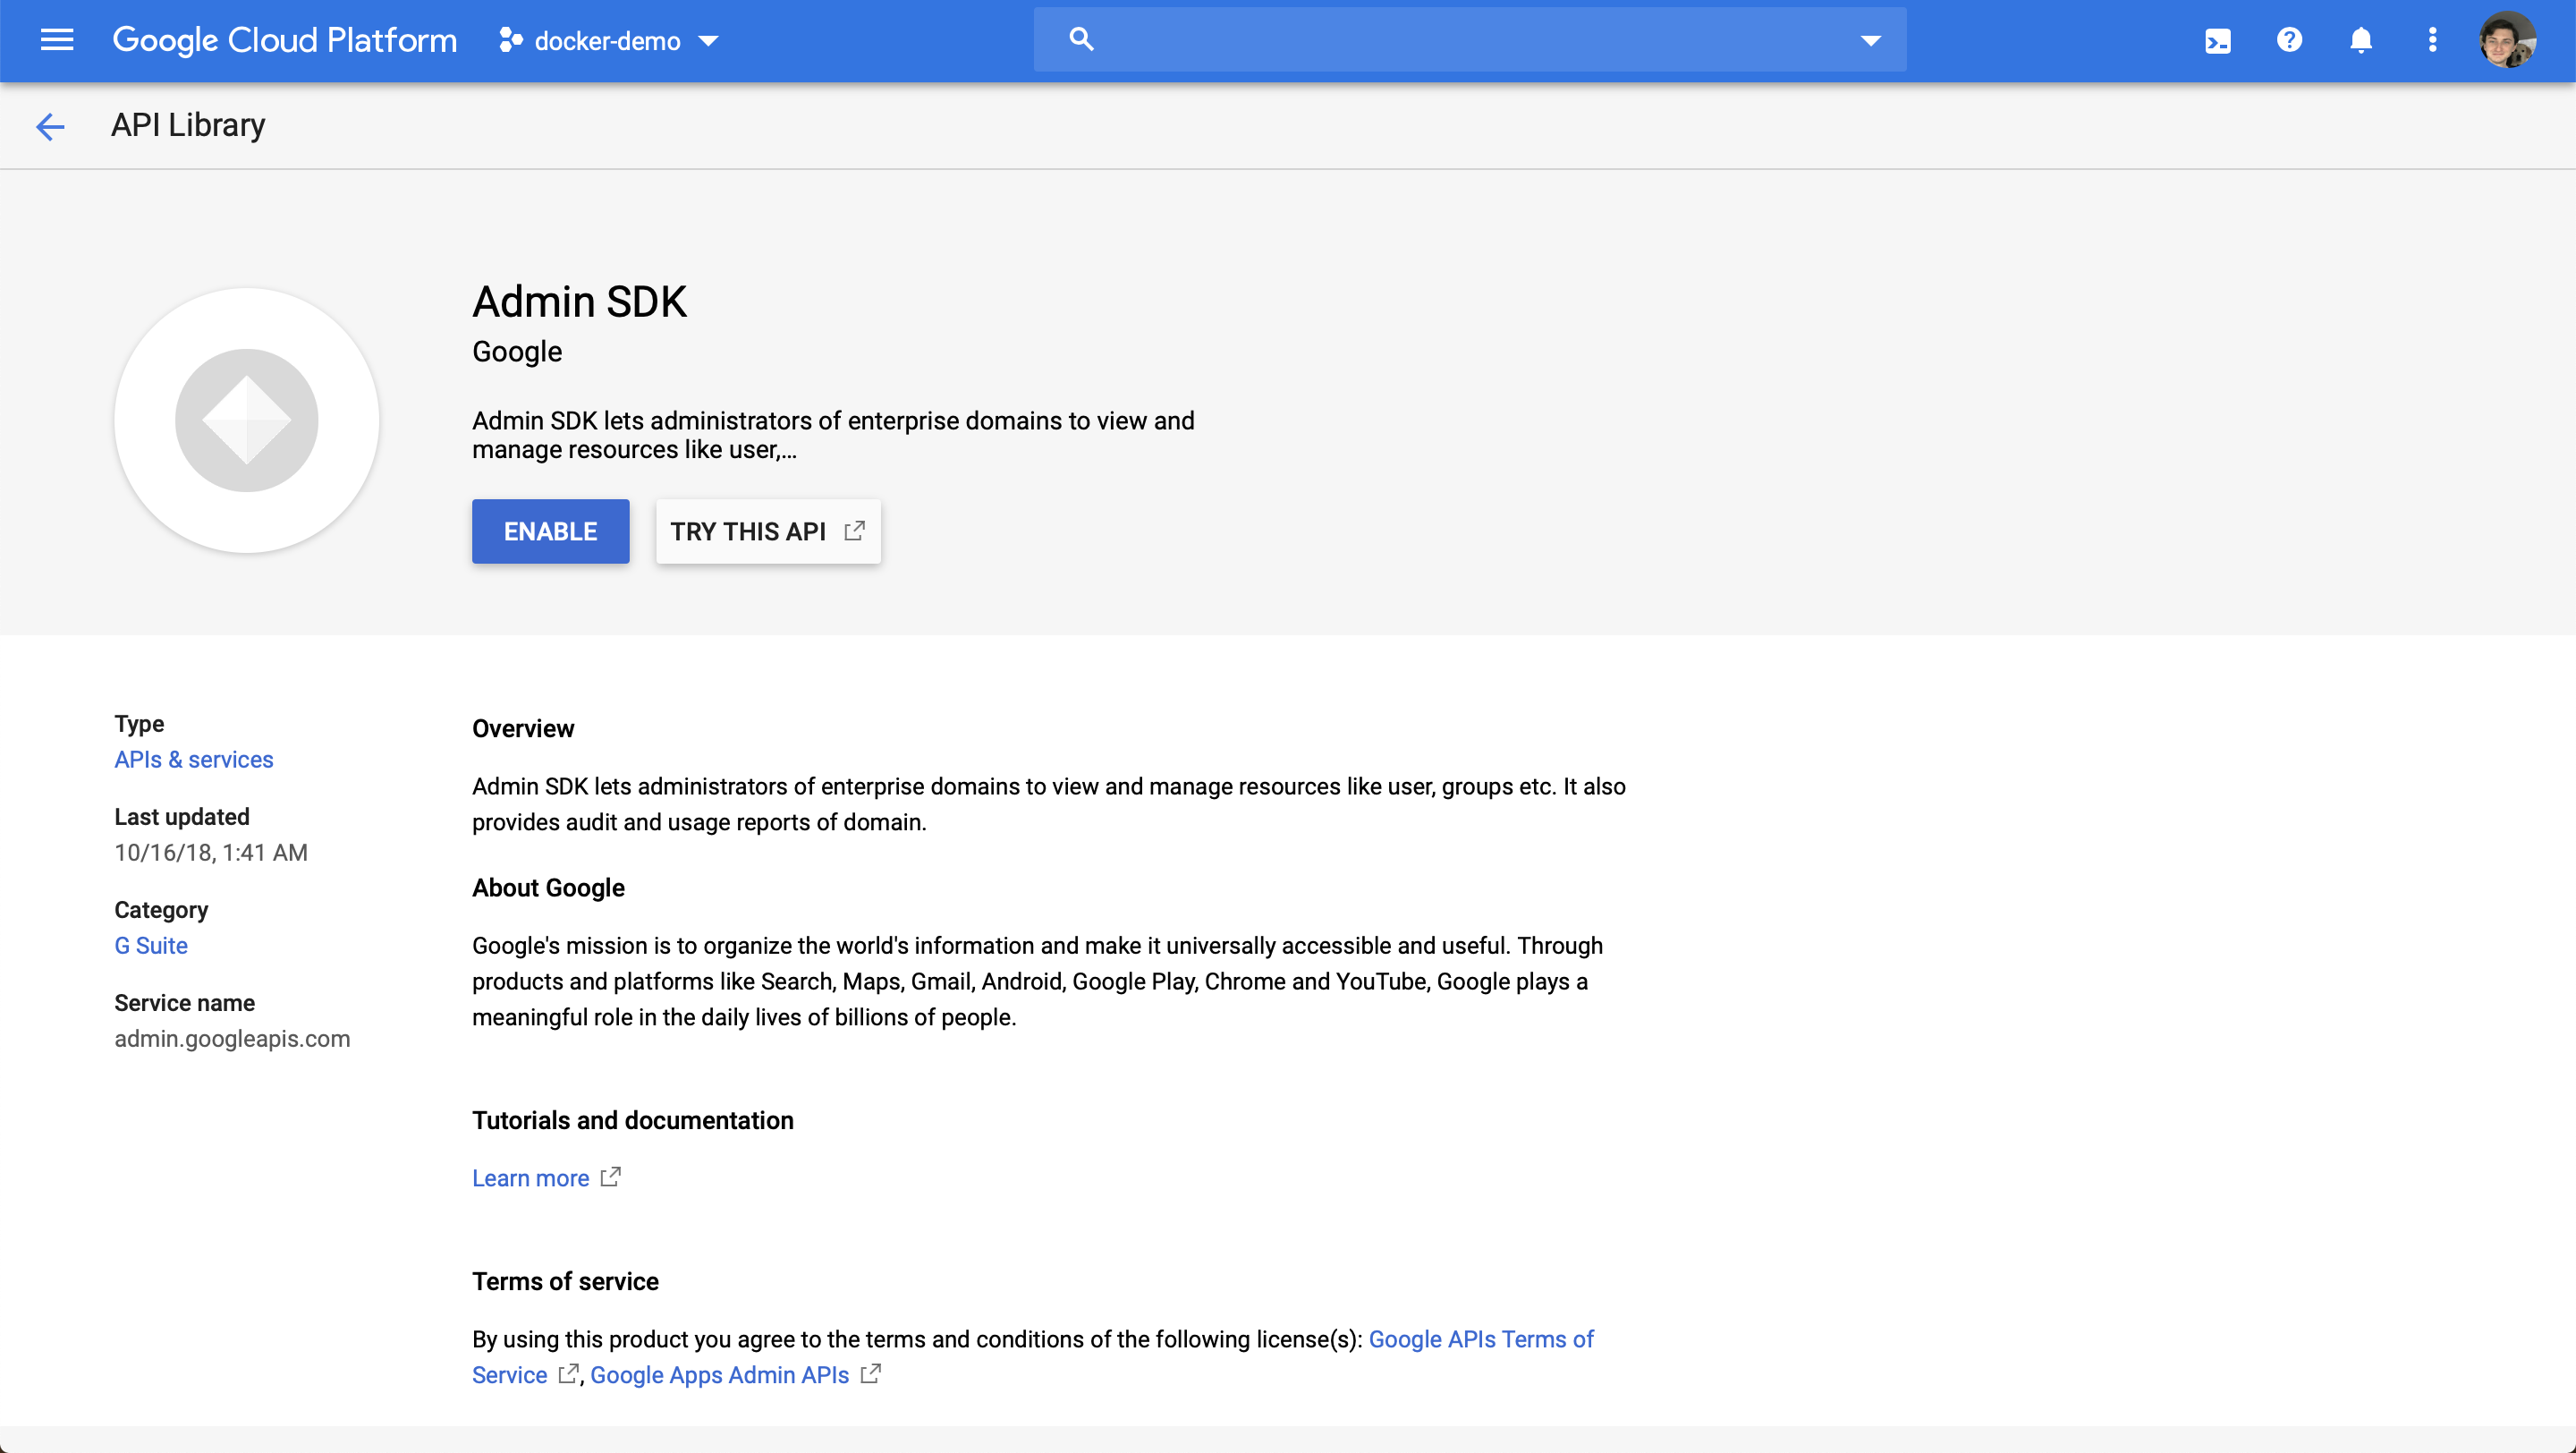 Google Cloud Platform docker-demo
API Library
Admin SDK
Google
Admin SDK lets administrators of enterprise domains to view and
manage resources like user,...
ENABLE TRY THIS API
Type
APIs & services
Last updated
10/16/18, 1:41 AM
Category
G Suite
Service name
admin.googleapis.com
Overview
Admin SDK lets administrators of enterprise domains to view and manage resources like user, groups etc. It also
provides audit and usage reports of domain.
About Google
Google's mission is to organize the world's information and make it universally accessible and useful. Through
products and platforms like Search, Maps, Gmail, Android, Google Play, Chrome and YouTube, Google plays a
meaningful role in the daily lives of billions of people.
Tutorials and documentation
Learn more
Terms of service
By using this product you agree to the terms and conditions of the following license(s): Google APIs Terms of
Service , Google Apps Admin APIs